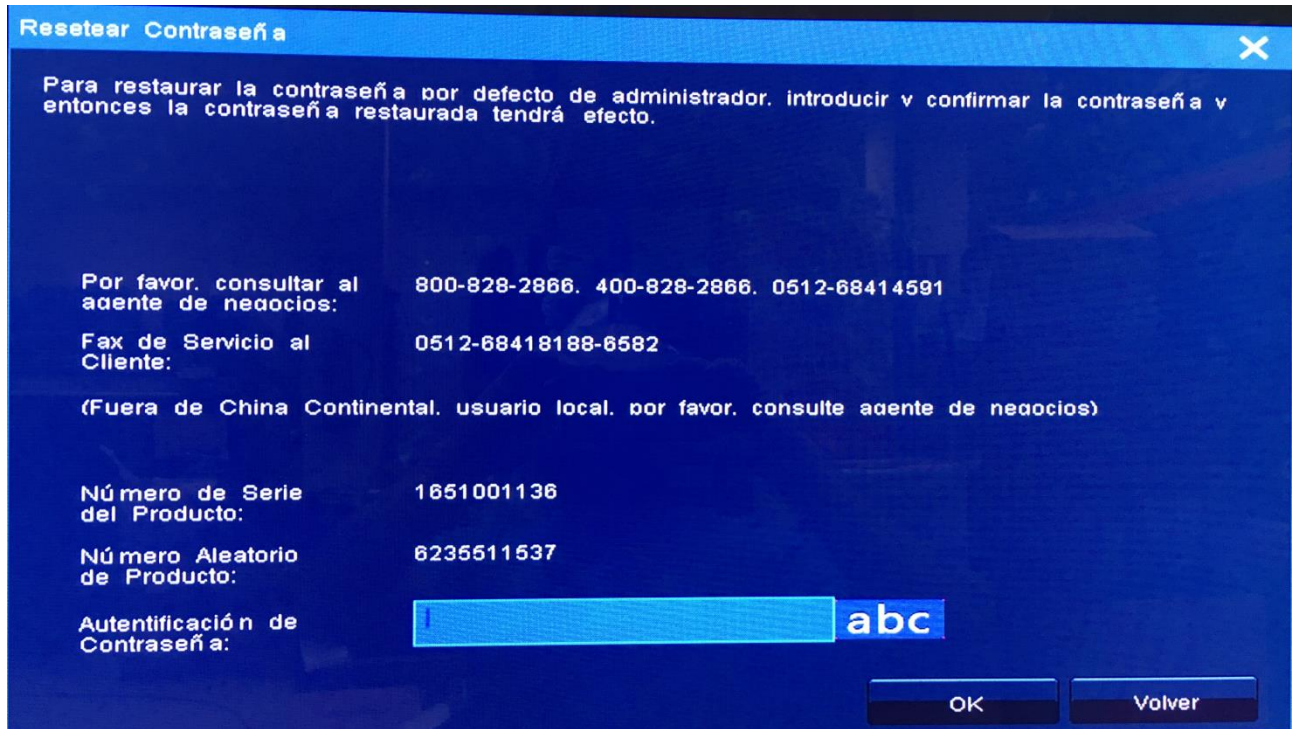 Resetear Contraseña
Para restaurar la contraseña por defecto de administrador. introducir y confirmar la contraseña y
entonces la contraseña restaurada tendrá efecto.
Por favor. consultar al
agente de negocios:
800-828-2866. 400-828-2866. 0512-68414591
Fax de Servicio al
Cliente:
0512-68418188-6582
(Fuera de China Continental. usuario local. por favor. consulte agente de negocios)
Número de Serie
del Producto:
1651001136
Número Aleatorio
de Producto:
6235511537
Autentificación de
Contraseña:
abc
OK
Volver